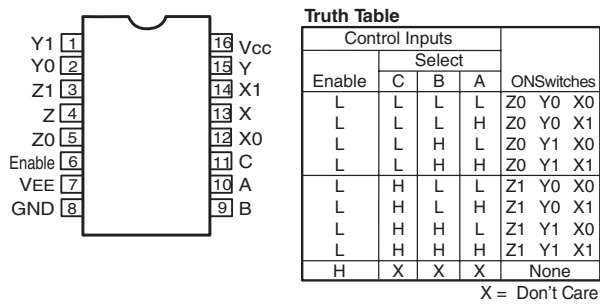 Y1 1
Y0 2
Z1 3
Z 4
Z0 5
Enable 6
VEE 7
GND 8
16 Vcc
15 Y
14 X1
13 X
12 X0
11 C
10 A
9 B
Truth Table
Control Inputs
Select
Enable C B A ONSwitches
L L L L Z0 Y0 X0
L L L H Z0 Y0 X1
L L H L Z0 Y1 X0
L L H H Z0 Y1 X1
L H L L Z1 Y0 X0
L H L H Z1 Y0 X1
L H H L Z1 Y1 X0
L H H H Z1 Y1 X1
H X X X None
X = Don't Care